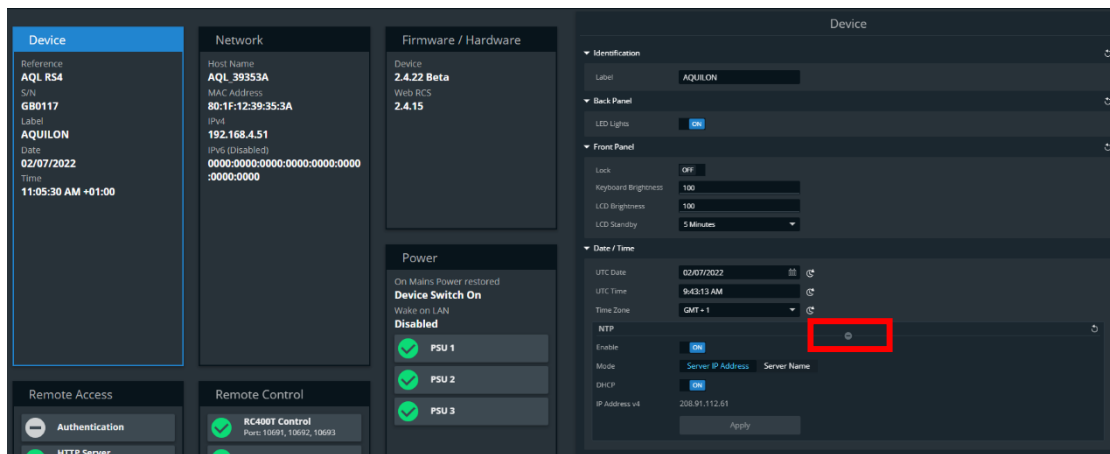 Device
Reference
AQL RS4
S/N
GB0117
Label
AQUILON
Date
02/07/2022
Time
11:05:30 AM +01:00
Network
Host Name
AQL_39353A
MAC Address
80:1F:12:39:35:3A
IPv4
192.168.4.51
IPv6 (Disabled)
0000:0000:0000:0000:0000:0000
:0000:0000
Firmware / Hardware
Device
2.4.22 Beta
Web RCS
2.4.15
Power
On Mains Power restored
Device Switch On
Wake on LAN
Disabled
PSU 1
PSU 2
PSU 3
Remote Access
Authentication
HTTP Server
Remote Control
RC400T Control
Port: 10691, 10692, 10693
Device
Identification
Label AQUILON
Back Panel
LED Lights ON
Front Panel
Lock OFF
Keyboard Brightness 100
LCD Brightness 100
LCD Standby 5 Minutes
Date / Time
UTC Date 02/07/2022
UTC Time 9:43:13 AM
Time Zone GMT + 1
NTP
Enable ON
Mode Server IP Address Server Name
DHCP ON
IP Address v4 208.91.112.61
Apply